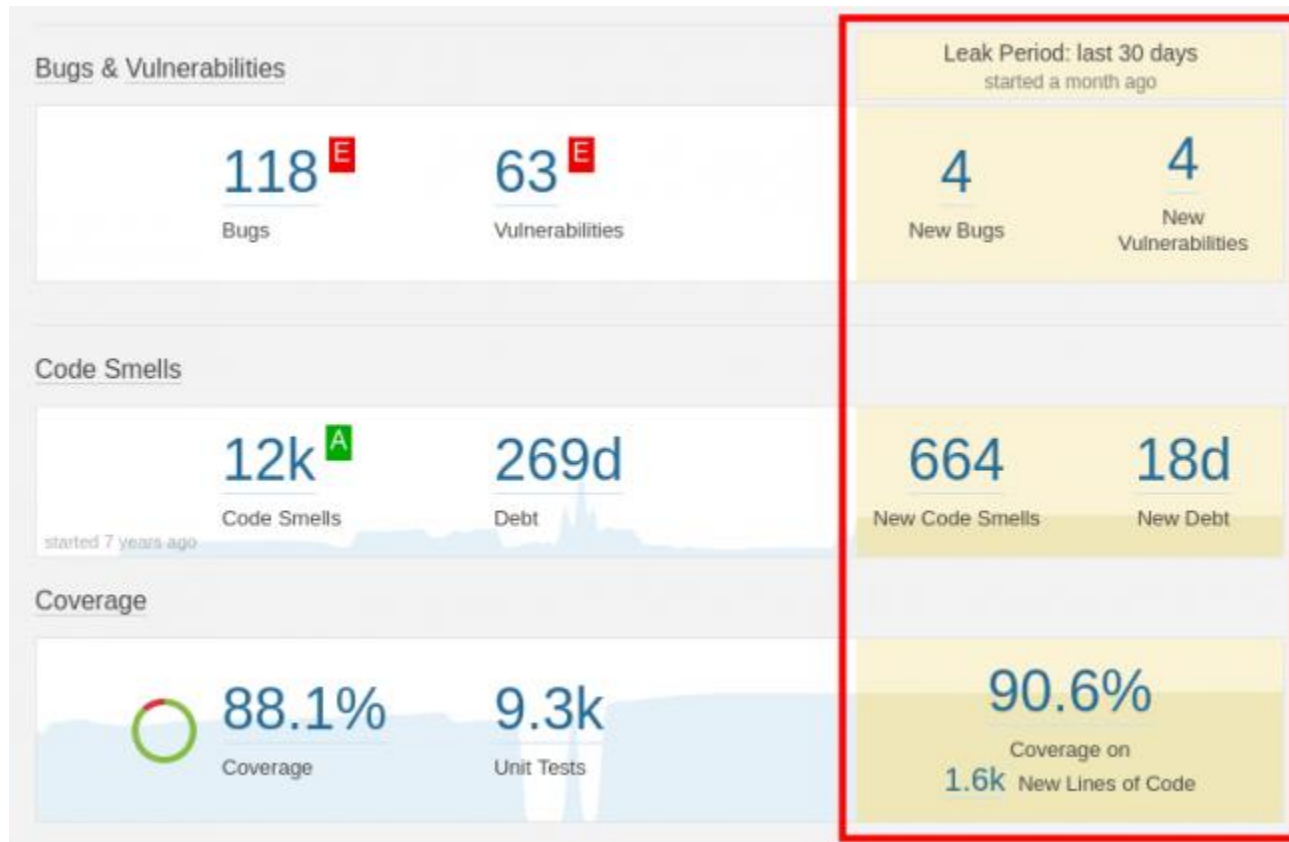 Bugs & Vulnerabilities
Leak Period: last 30 days
started a month ago
118 E
63 E
4
4
Bugs
Vulnerabilities
New Bugs
New
Vulnerabilities
Code Smells
12k A
269d
664
18d
Code Smells
Debt
New Code Smells
New Debt
started 7 years ago
Coverage
88.1%
9.3k
90.6%
Coverage
Unit Tests
Coverage on
1.6k New Lines of Code